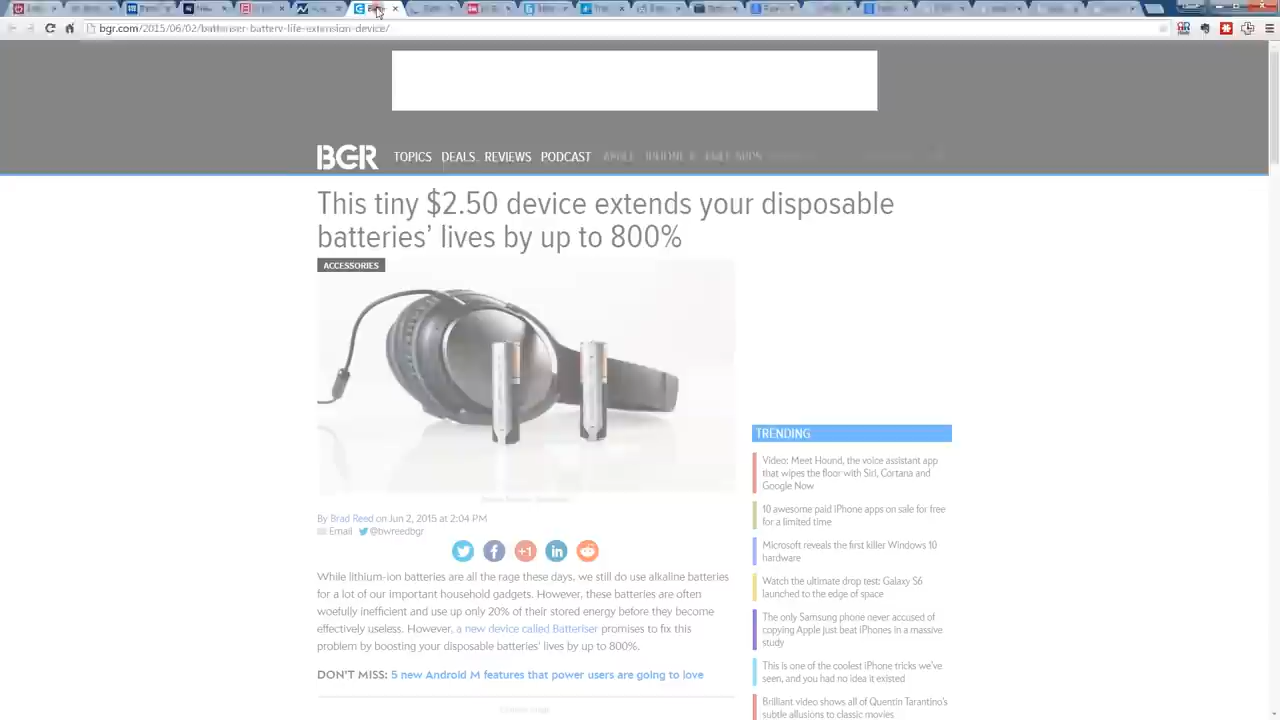 bgr.com/2015/06/02/batteriser-battery-life-extension-device/
BGR TOPICS DEALS REVIEWS PODCAST
This tiny $2.50 device extends your disposable
batteries’ lives by up to 800%
ACCESSORIES
By Brad Reed on Jun 2, 2015 at 2:04 PM
Email @bwreedbgr
+1
While lithium-ion batteries are all the rage these days, we still do use alkaline batteries
for a lot of our important household gadgets. However, these batteries are often
woefully inefficient and use up only 20% of their stored energy before they become
effectively useless. However, a new device called Batteriser promises to fix this
problem by boosting your disposable batteries’ lives by up to 800%.
DON’T MISS: 5 new Android M features that power users are going to love
TRENDING
Video: Meet Hound, the voice assistant app
that wipes the floor with Siri, Cortana and
Google Now
10 awesome paid iPhone apps on sale for free
for a limited time
Microsoft reveals the first killer Windows 10
hardware
Watch the ultimate drop test: Galaxy S6
launched to the edge of space
The only Samsung phone never accused of
copying Apple just beat iPhones in a massive
study
This is one of the coolest iPhone tricks we’ve
seen, and you had no idea it existed
Brilliant video shows all of Quentin Tarantino’s
subtle allusions to classic movies